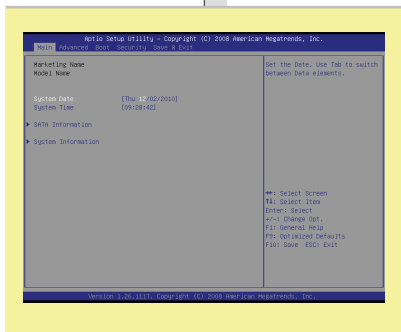 Aptio Setup Utility - Copyright (C) 2008 American Megatrends, Inc.
Main Advanced Boot Security Save & Exit
Marketing Name
Model Name
System Date [Thu 12/02/2010]
System Time [09:28:42]
SATA Information
System Information
Set the Date. Use Tab to switch
between Data elements.
↔: Select Screen
↑↓: Select Item
Enter: Select
+/-: Change Opt.
F1: General Help
F9: Optimized Defaults
F10: Save ESC: Exit
Version 1.26.1117. Copyright (C) 2008 American Megatrends, Inc.